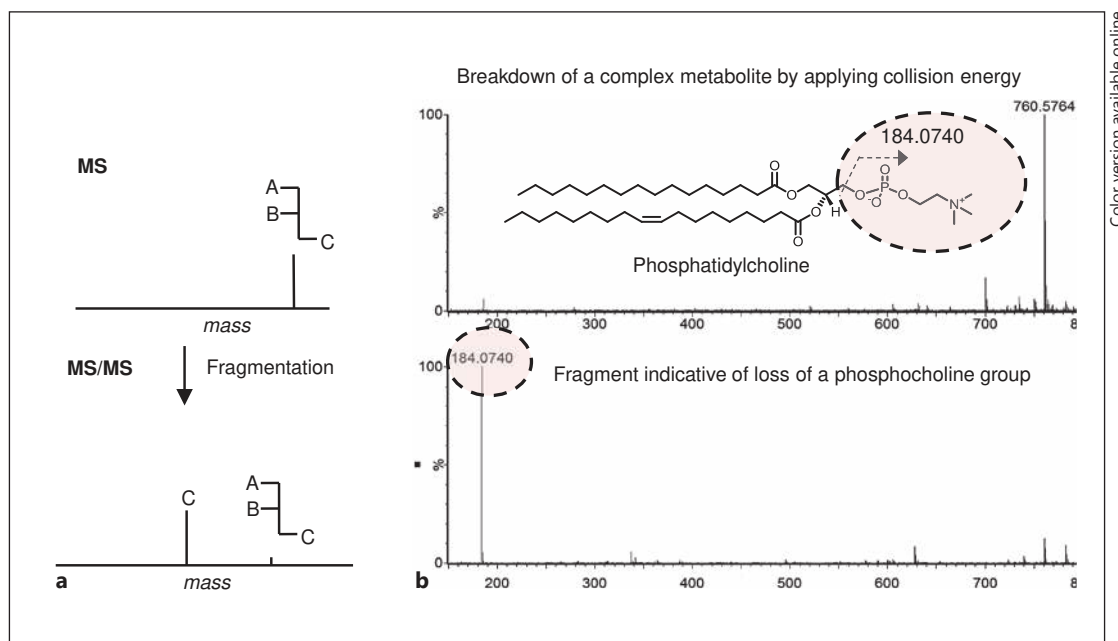 Color version available online
MS
A
B
C
mass
MS/MS
Fragmentation
C
A
B
C
mass
a
Breakdown of a complex metabolite by applying collision energy
760.5764
100
184.0740
O
O
O
P
O
O
-O
N+
%
O
H
O
Phosphatidylcholine
0
200 300 400 500 600 700 8
184.0740
100
Fragment indicative of loss of a phosphocholine group
%
0
200 300 400 500 600 700 8
b